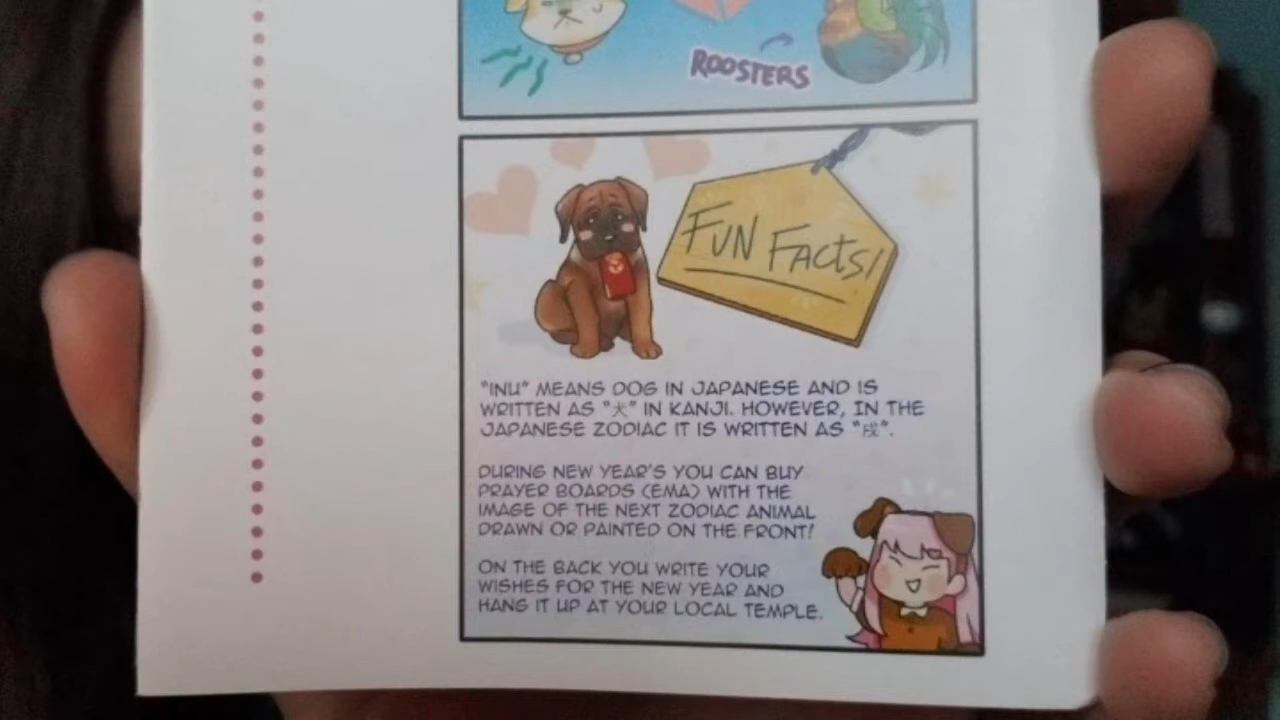 ROOSTERS
FUN FACTS!
"INU" MEANS DOG IN JAPANESE AND IS
WRITTEN AS "犬" IN KANJI. HOWEVER, IN THE
JAPANESE ZODIAC IT IS WRITTEN AS "戌".
DURING NEW YEAR'S YOU CAN BUY
PRAYER BOARDS (EMA) WITH THE
IMAGE OF THE NEXT ZODIAC ANIMAL
DRAWN OR PAINTED ON THE FRONT!
ON THE BACK YOU WRITE YOUR
WISHES FOR THE NEW YEAR AND
HANG IT UP AT YOUR LOCAL TEMPLE.